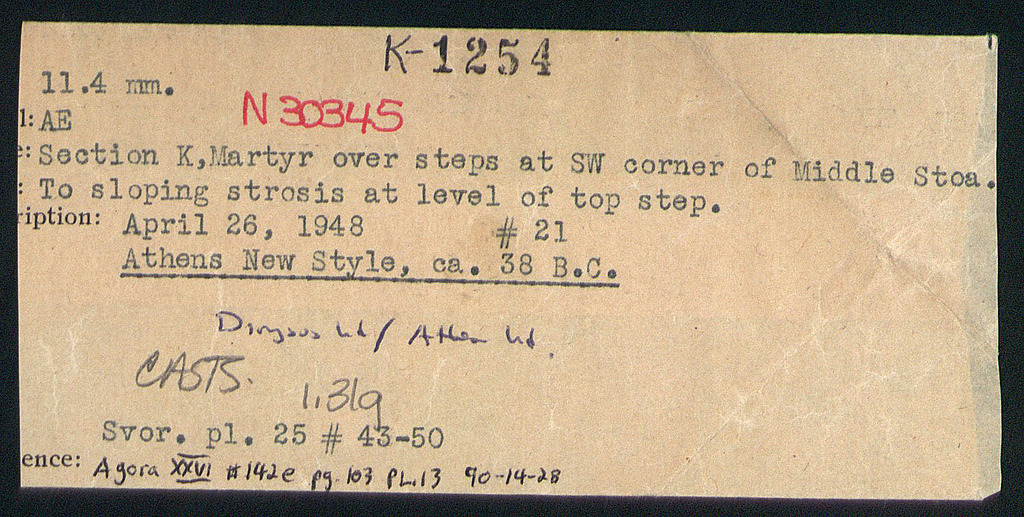 K-1254
11.4 mm.
l: AE
N 30345
e: Section K,Martyr over steps at SW corner of Middle Stoa.
: To sloping strosis at level of top step.
ription: April 26, 1948 # 21
Athens New Style, ca. 38 B.C.
Dionysos hd/ Athena hd.
CASTS.
1.31g
Svor. pl. 25 # 43-50
ence: Agora XXVI #142e pg. 103 PL.13 90-14-28